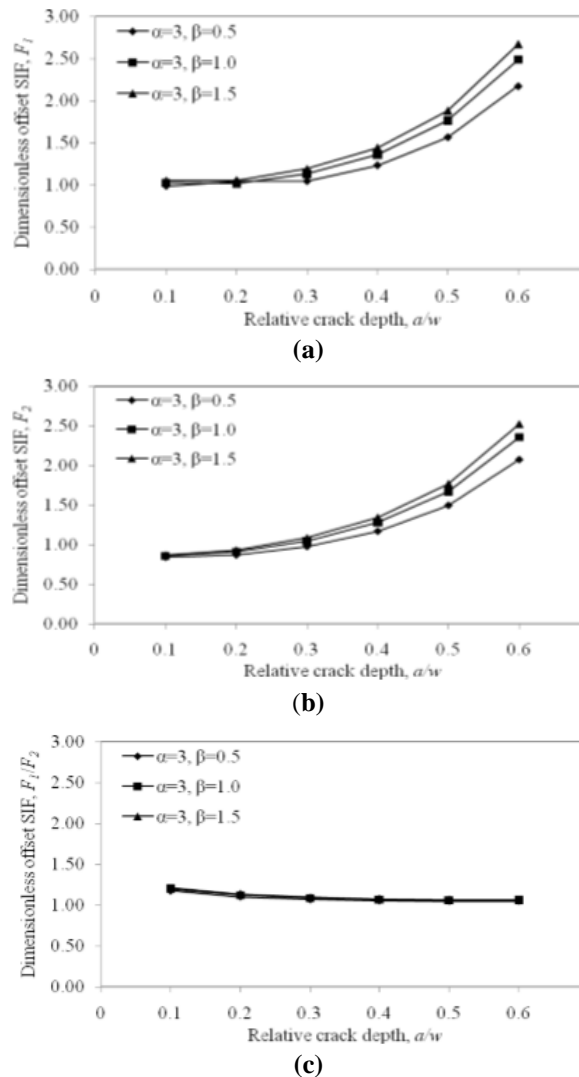 3.00
2.50
2.00
1.50
1.00
0.50
0.00
Dimensionless offset SIF, F1
α=3, β=0.5
α=3, β=1.0
α=3, β=1.5
0 0.1 0.2 0.3 0.4 0.5 0.6
Relative crack depth, a/w
(a)
3.00
2.50
2.00
1.50
1.00
0.50
0.00
Dimensionless offset SIF, F2
α=3, β=0.5
α=3, β=1.0
α=3, β=1.5
0 0.1 0.2 0.3 0.4 0.5 0.6
Relative crack depth, a/w
(b)
3.00
2.50
2.00
1.50
1.00
0.50
0.00
Dimensionless offset SIF, F1/F2
α=3, β=0.5
α=3, β=1.0
α=3, β=1.5
0 0.1 0.2 0.3 0.4 0.5 0.6
Relative crack depth, a/w
(c)